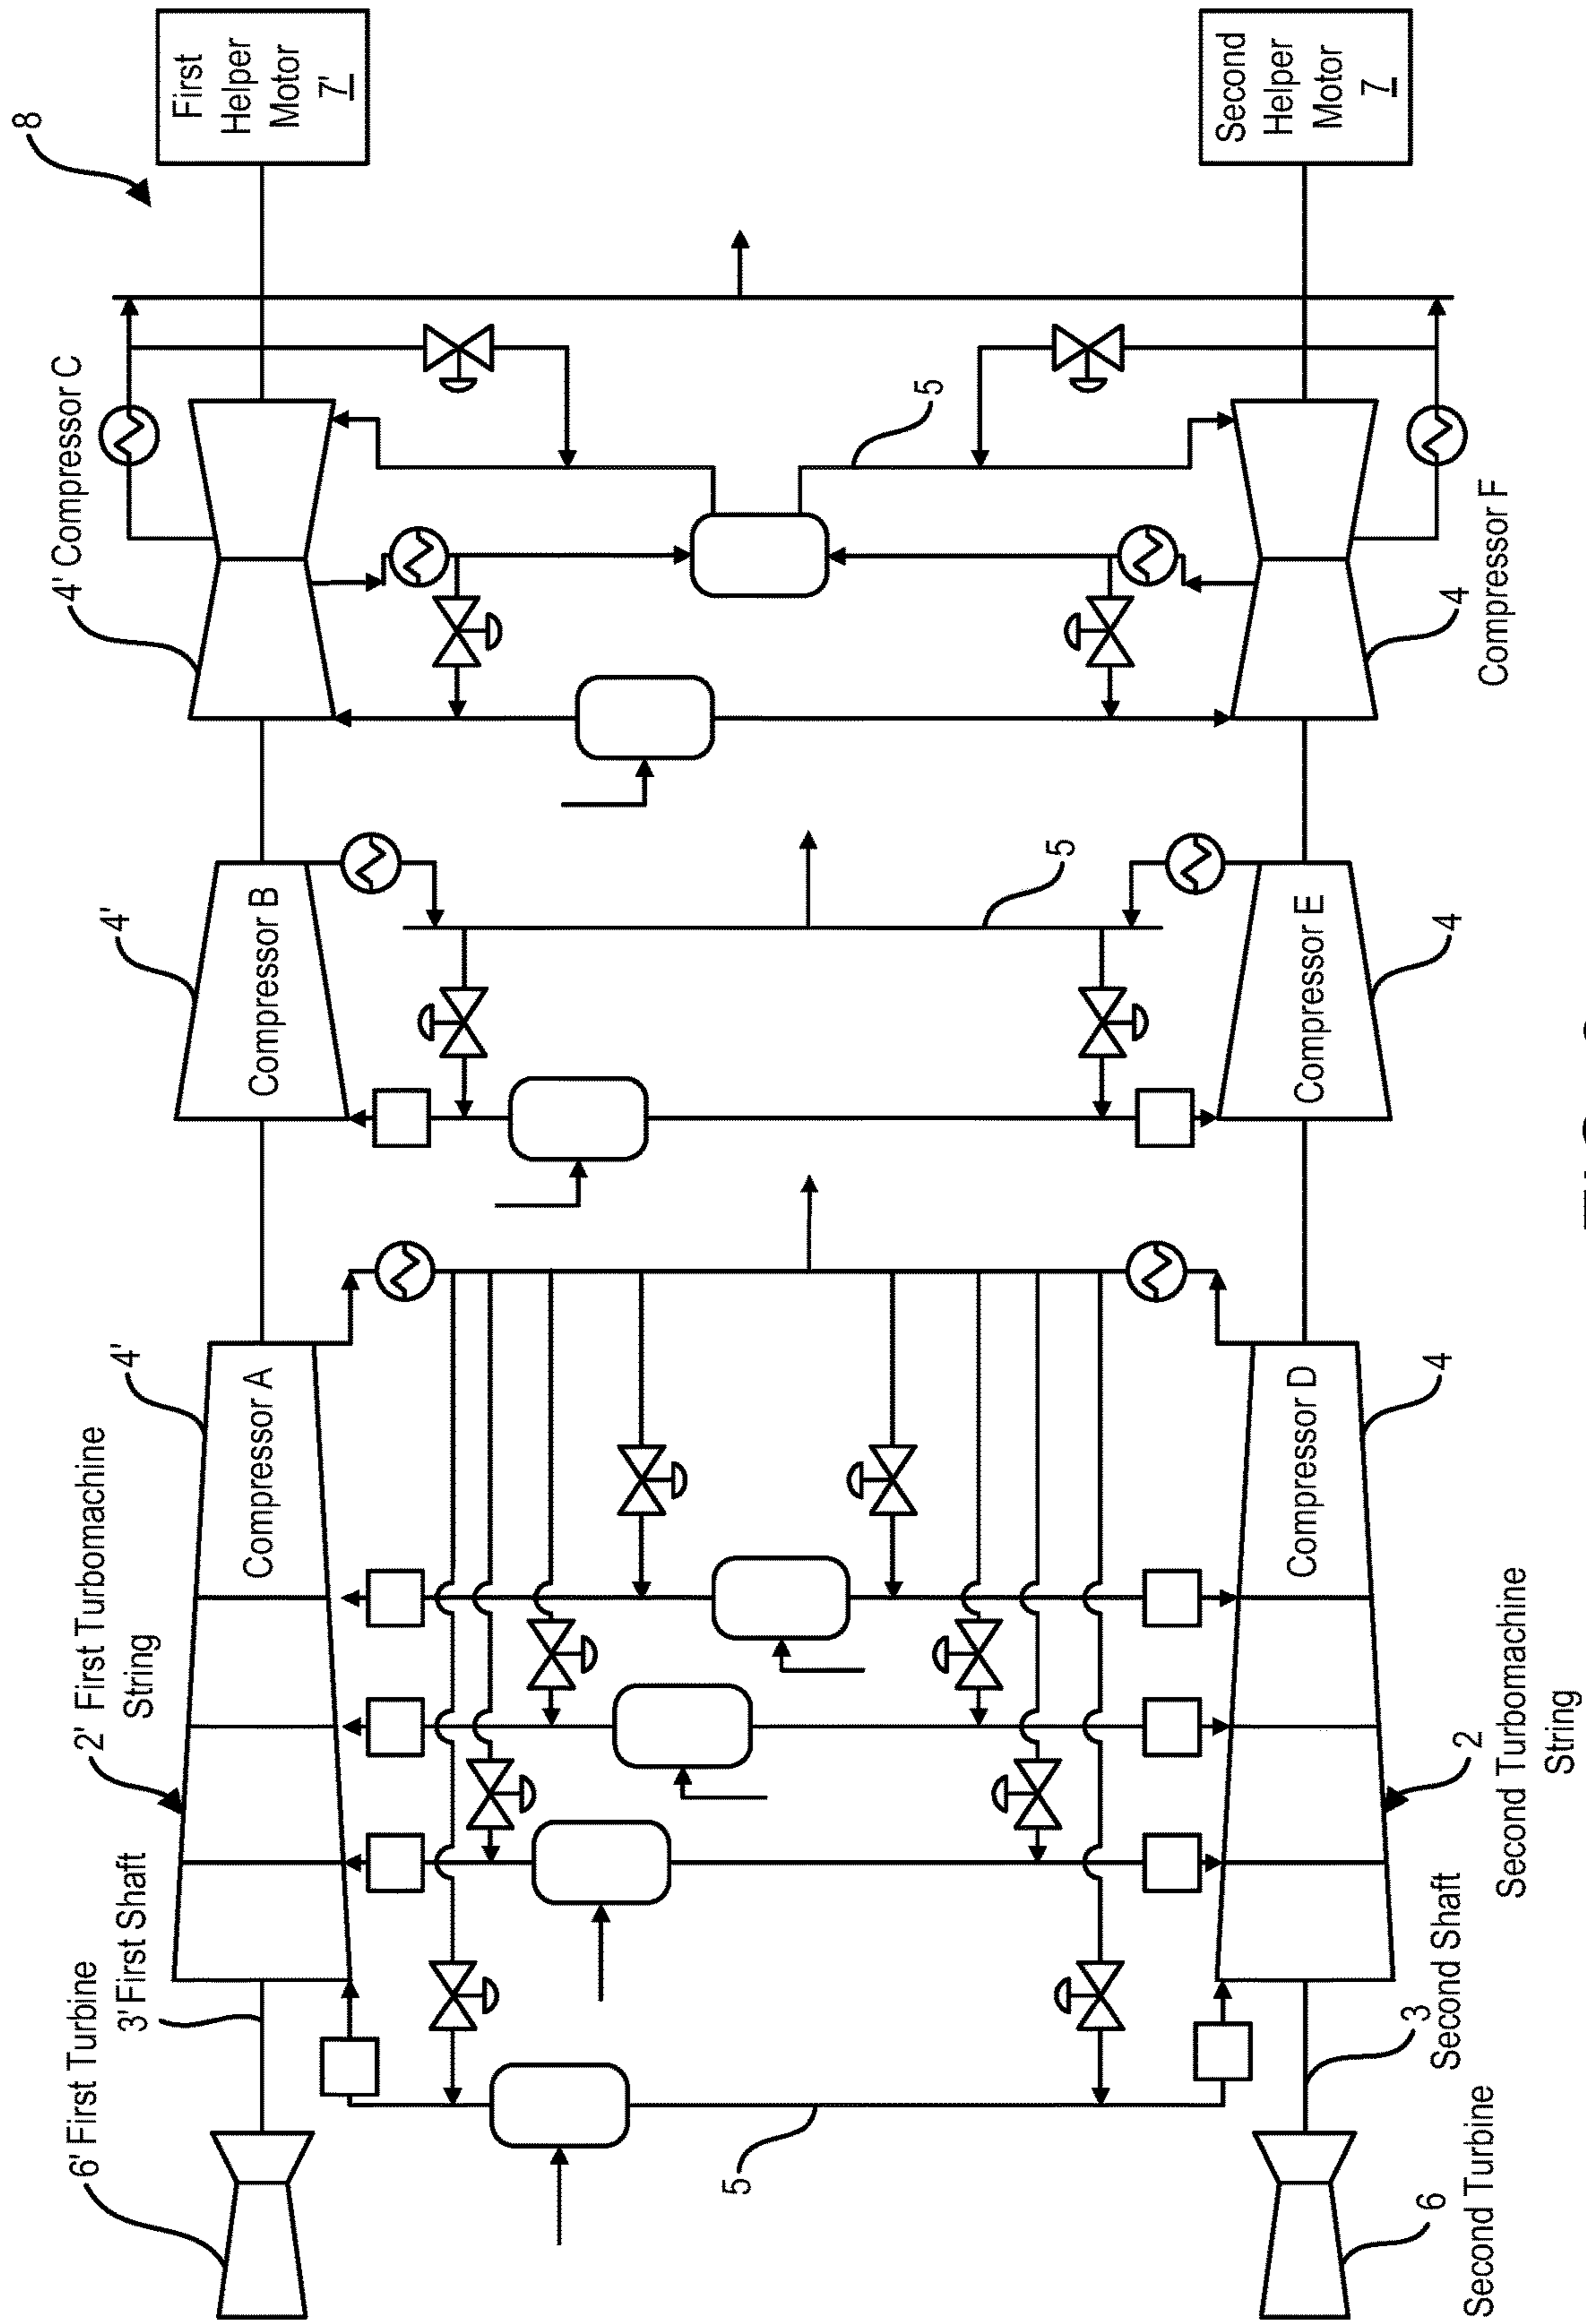 8
First
Helper
Motor
7'
Second
Helper
Motor
7
4' Compressor C
5
4
Compressor F
4'
Compressor B
5
Compressor E
4
4'
Compressor A
2' First Turbomachine
String
Compressor D
4
2
Second Turbomachine
String
3' First Shaft
3
Second Shaft
6' First Turbine
5
6
Second Turbine